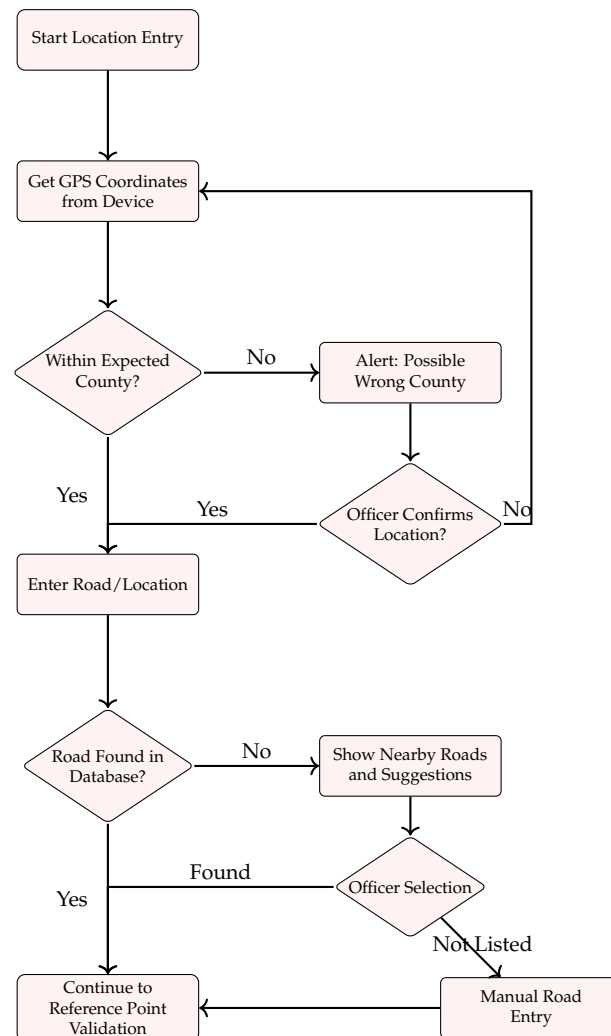 Start Location Entry
Get GPS Coordinates
from Device
Within Expected
County?
No
Alert: Possible
Wrong County
Yes
Yes
Officer Confirms
Location?
No
Enter Road/Location
Road Found in
Database?
No
Show Nearby Roads
and Suggestions
Yes
Found
Officer Selection
Not Listed
Continue to
Reference Point
Validation
Manual Road
Entry